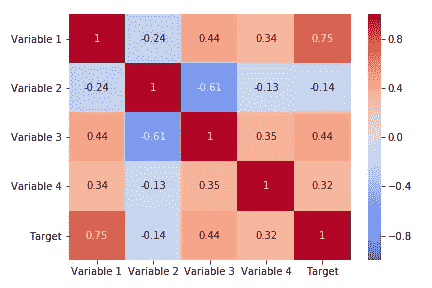 Variable 1 1 -0.24 0.44 0.34 0.75 0.8
Variable 2 -0.24 1 -0.61 -0.13 -0.14 0.4
Variable 3 0.44 -0.61 1 0.35 0.44 0.0
Variable 4 0.34 -0.13 0.35 1 0.32 −0.4
Target 0.75 -0.14 0.44 0.32 1 −0.8
Variable 1 Variable 2 Variable 3 Variable 4 Target